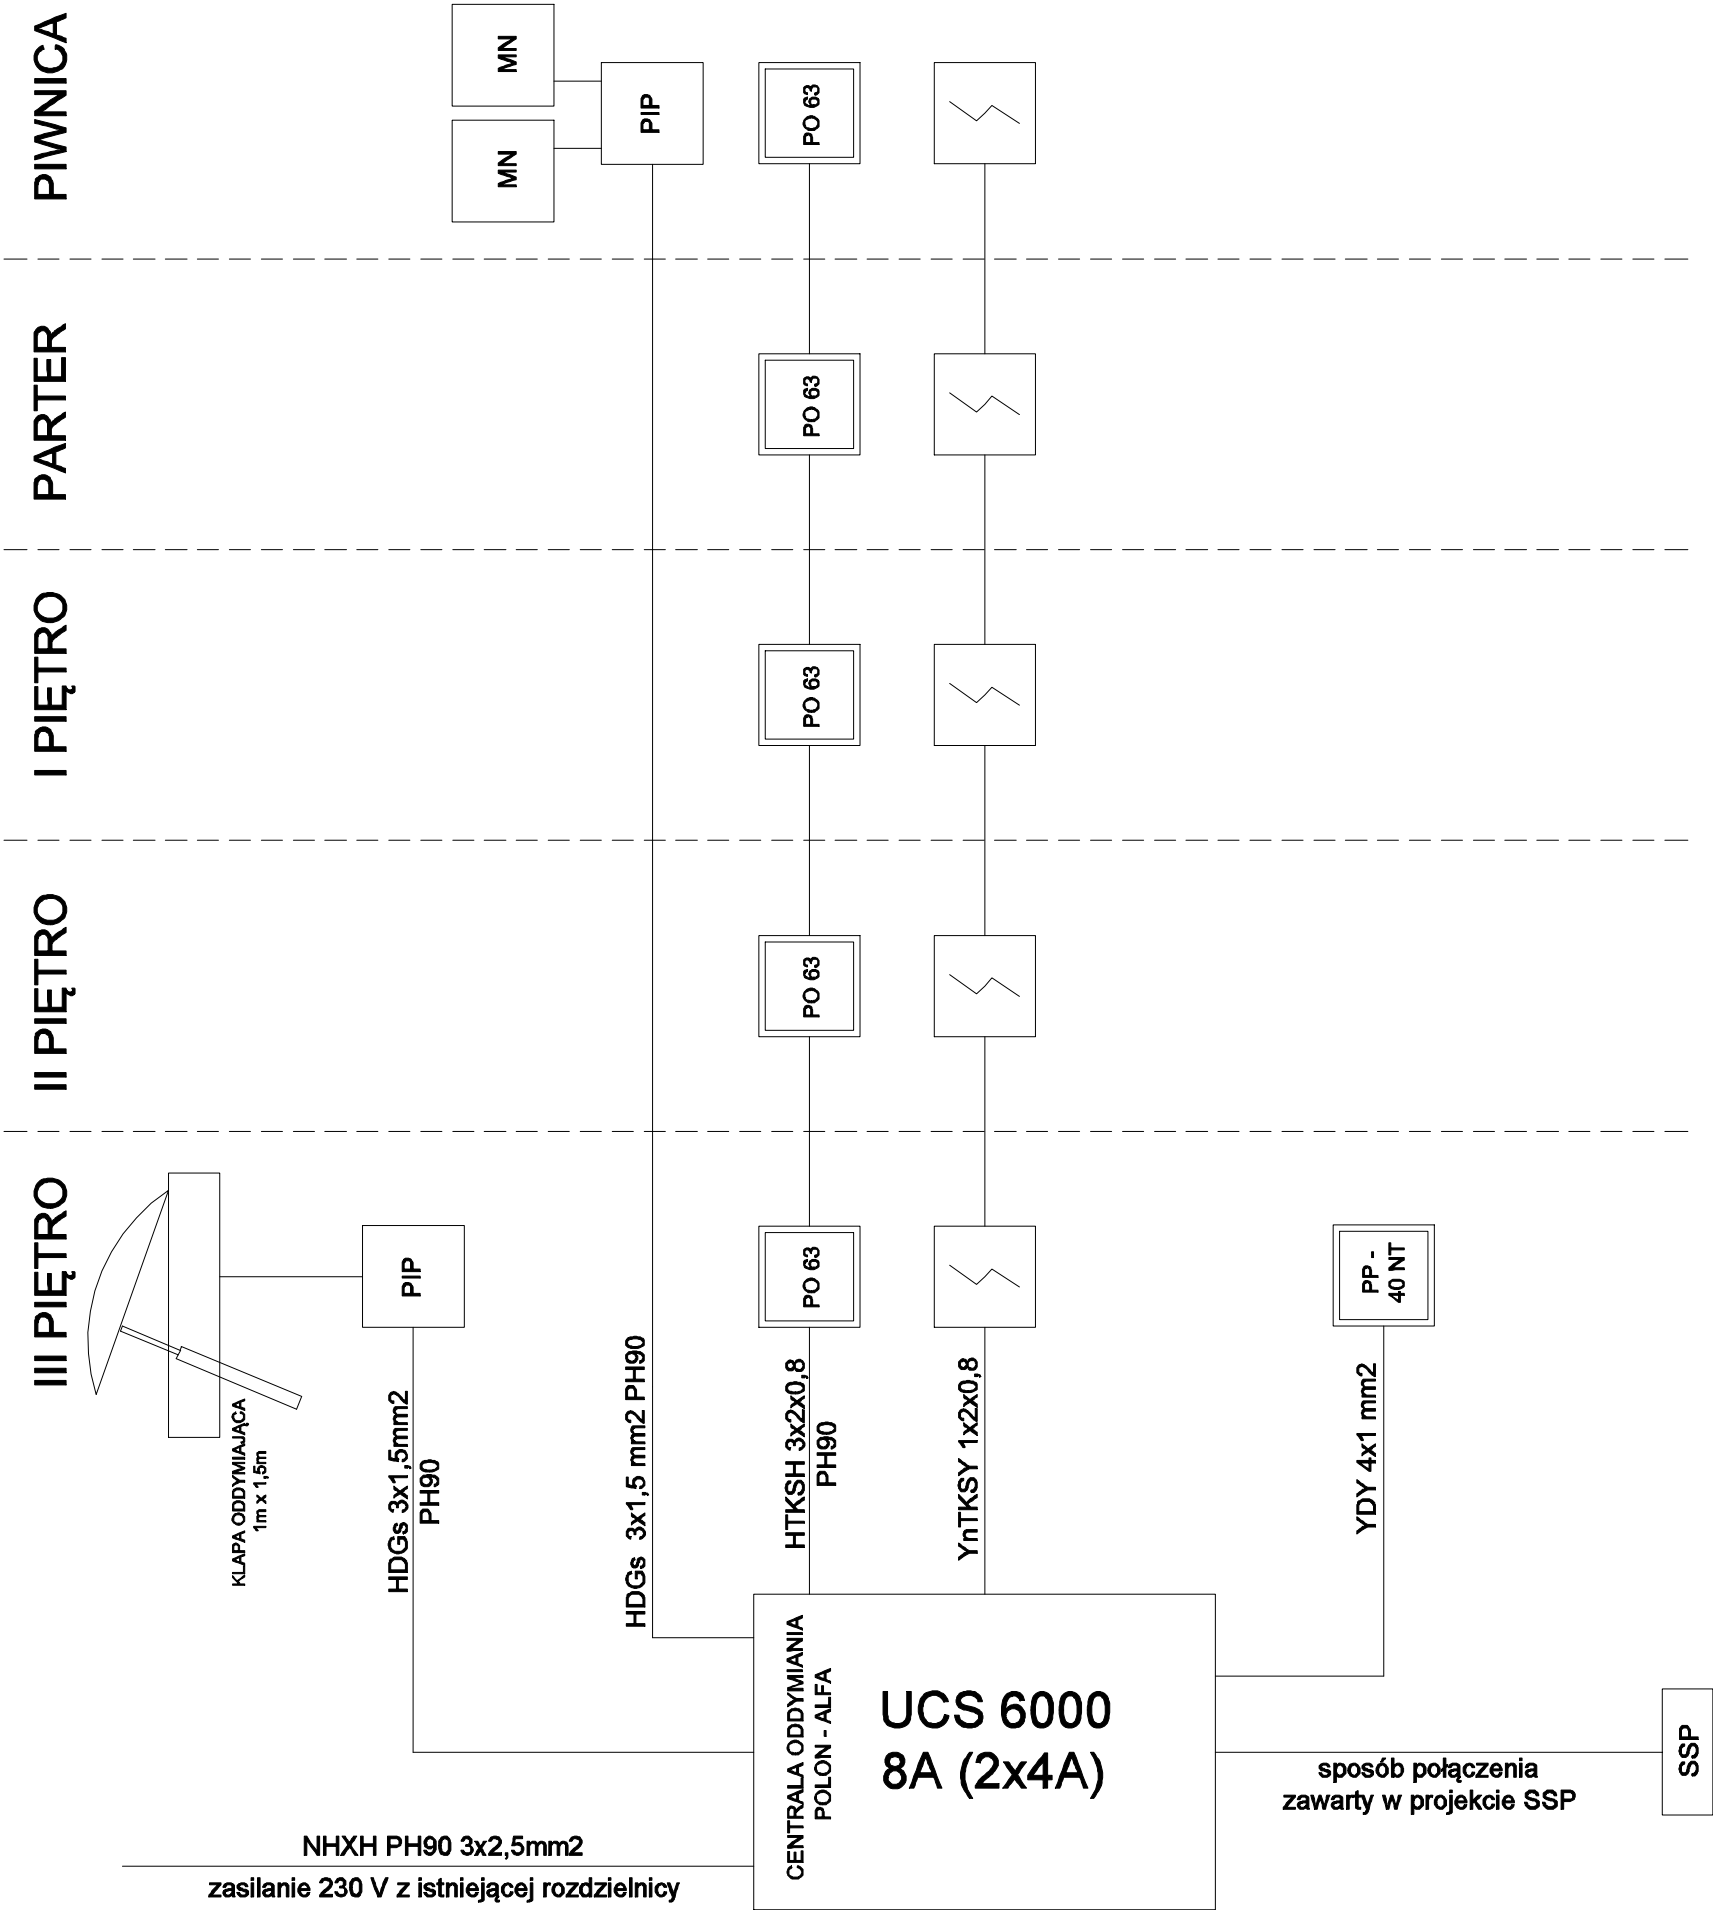 PIWNICA
MN
MN
PIP
PO 63
PARTER
PO 63
I PIĘTRO
PO 63
II PIĘTRO
PO 63
III PIĘTRO
KLAPA ODDYMIAJĄCA
1m x 1,5m
PIP
HDGs 3x1,5mm2
PH90
HDGs 3x1,5 mm2 PH90
PO 63
HTKSH 3x2x0,8
PH90
YnTKSY 1x2x0,8
PP -
40 NT
YDY 4x1 mm2
CENTRALA ODDYMIANIA
POLON - ALFA
UCS 6000
8A (2x4A)
sposób połączenia
zawarty w projekcie SSP
SSP
NHXH PH90 3x2,5mm2
zasilanie 230 V z istniejącej rozdzielnicy